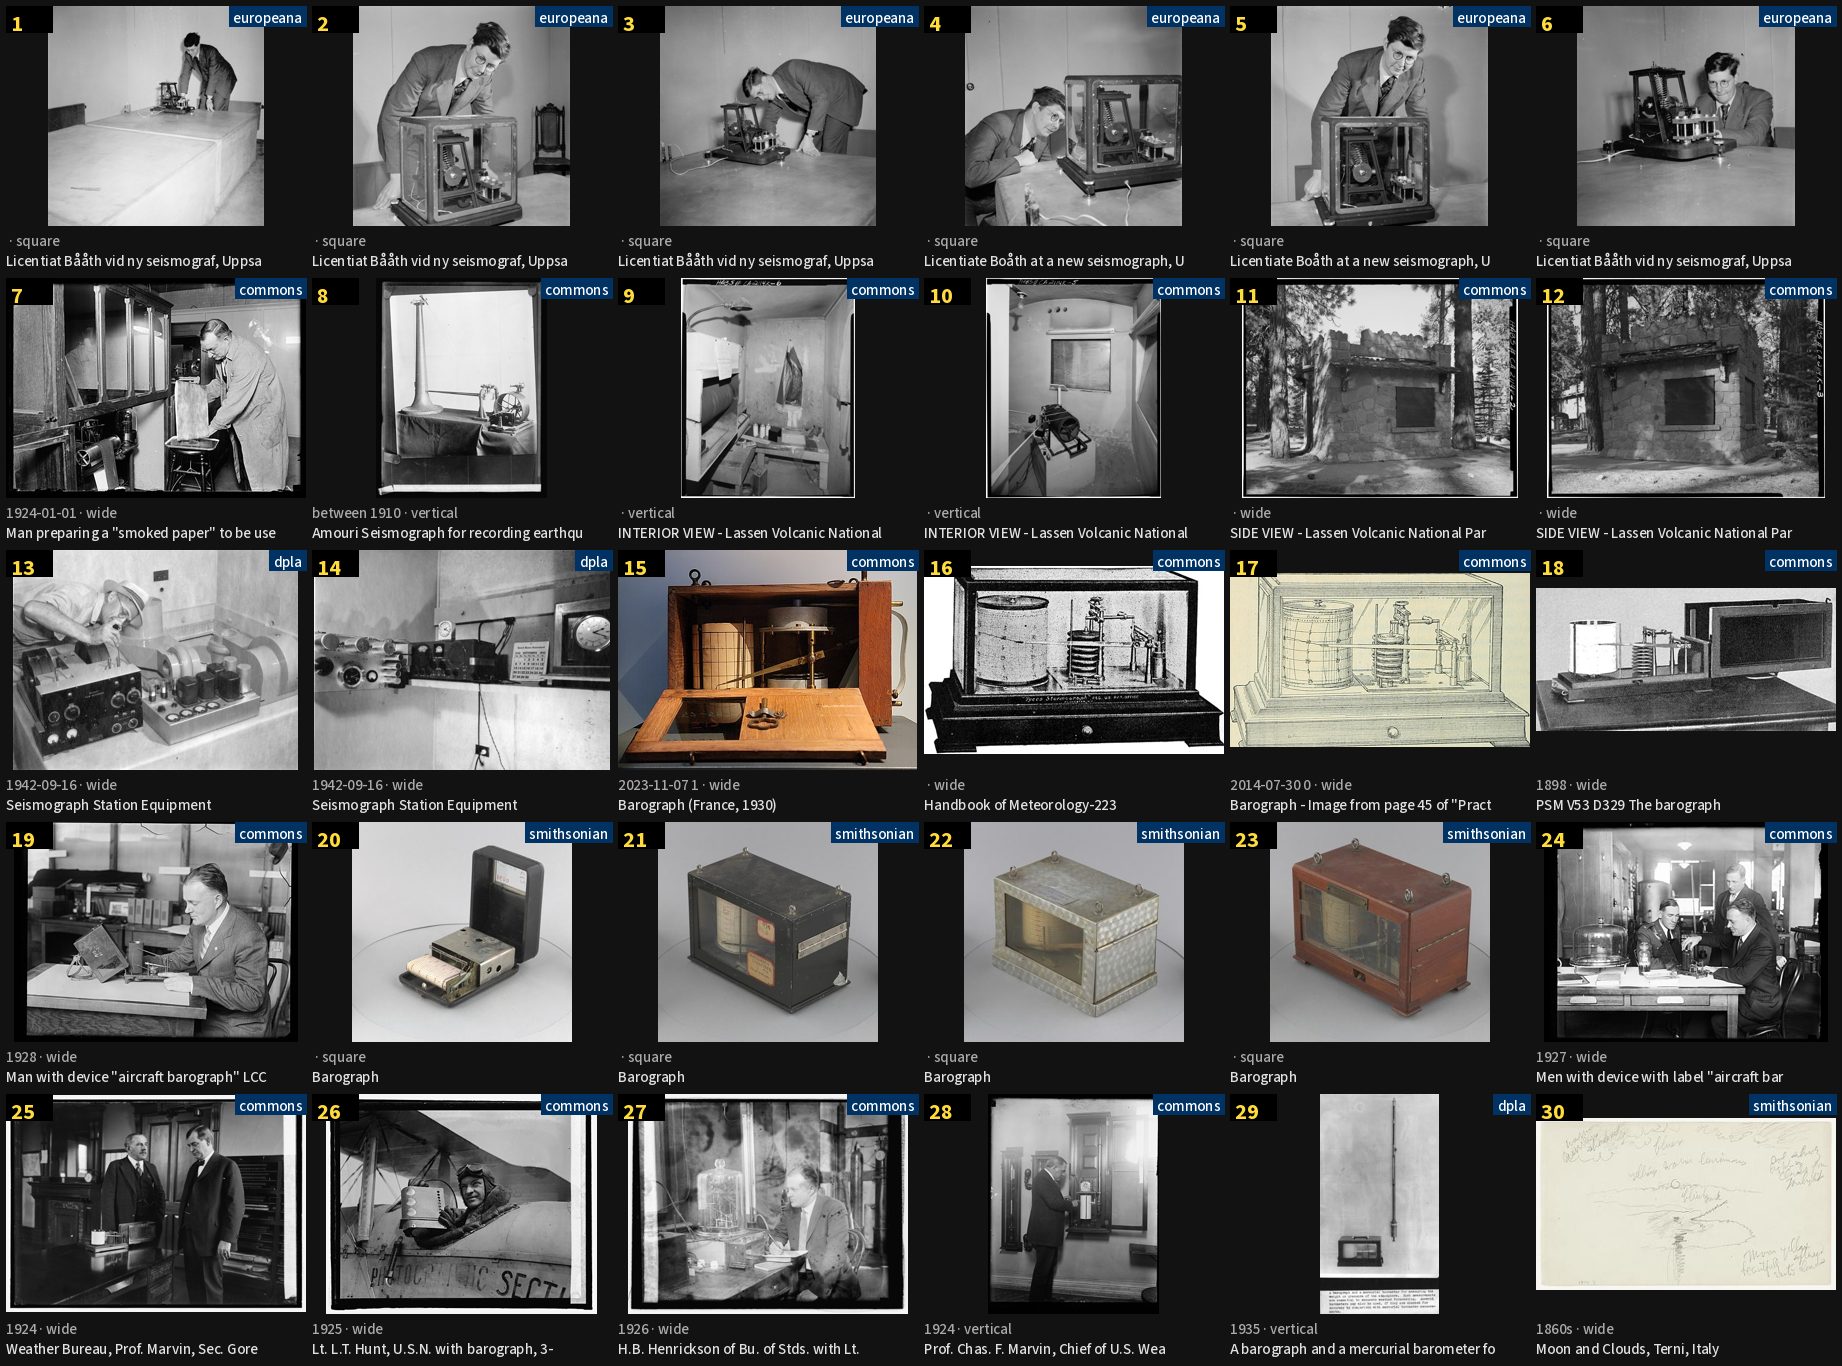 1
europeana
· square
Licentiat Bååth vid ny seismograf, Uppsa
2
europeana
· square
Licentiat Bååth vid ny seismograf, Uppsa
3
europeana
· square
Licentiat Bååth vid ny seismograf, Uppsa
4
europeana
· square
Licentiate Boåth at a new seismograph, U
5
europeana
· square
Licentiate Boåth at a new seismograph, U
6
europeana
· square
Licentiat Bååth vid ny seismograf, Uppsa
7
commons
1924-01-01 · wide
Man preparing a "smoked paper" to be use
8
commons
between 1910 · vertical
Amouri Seismograph for recording earthqu
9
commons
· vertical
INTERIOR VIEW - Lassen Volcanic National
10
commons
· vertical
INTERIOR VIEW - Lassen Volcanic National
11
commons
· wide
SIDE VIEW - Lassen Volcanic National Par
12
commons
· wide
SIDE VIEW - Lassen Volcanic National Par
13
dpla
1942-09-16 · wide
Seismograph Station Equipment
14
dpla
1942-09-16 · wide
Seismograph Station Equipment
15
commons
2023-11-07 1 · wide
Barograph (France, 1930)
16
commons
· wide
Handbook of Meteorology-223
17
commons
2014-07-30 0 · wide
Barograph - Image from page 45 of "Pract
18
commons
1898 · wide
PSM V53 D329 The barograph
19
commons
1928 · wide
Man with device "aircraft barograph" LCC
20
smithsonian
· square
Barograph
21
smithsonian
· square
Barograph
22
smithsonian
· square
Barograph
23
smithsonian
· square
Barograph
24
commons
1927 · wide
Men with device with label "aircraft bar
25
commons
1924 · wide
Weather Bureau, Prof. Marvin, Sec. Gore
26
commons
PHOTOGRAPHIC SECTI
1925 · wide
Lt. L.T. Hunt, U.S.N. with barograph, 3-
27
commons
1926 · wide
H.B. Henrickson of Bu. of Stds. with Lt.
28
commons
1924 · vertical
Prof. Chas. F. Marvin, Chief of U.S. Wea
29
dpla
1935 · vertical
A barograph and a mercurial barometer fo
30
smithsonian
1860s · wide
Moon and Clouds, Terni, Italy